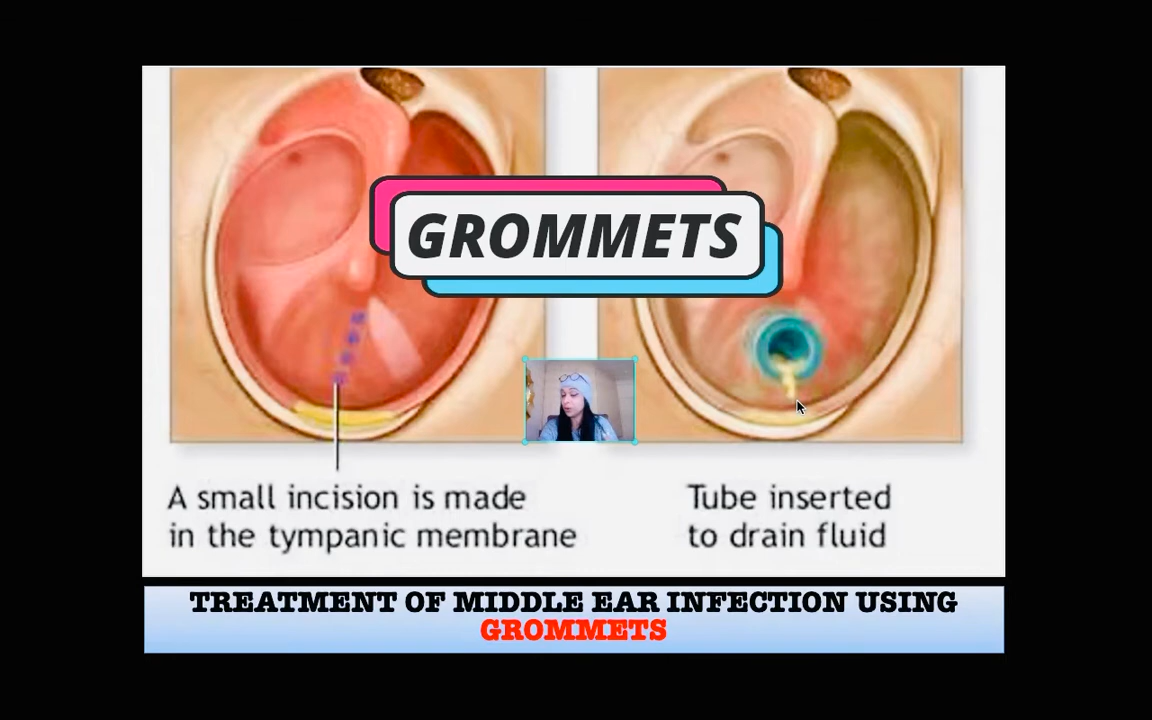 GROMMETS
A small incision is made
in the tympanic membrane
Tube inserted
to drain fluid
TREATMENT OF MIDDLE EAR INFECTION USING
GROMMETS